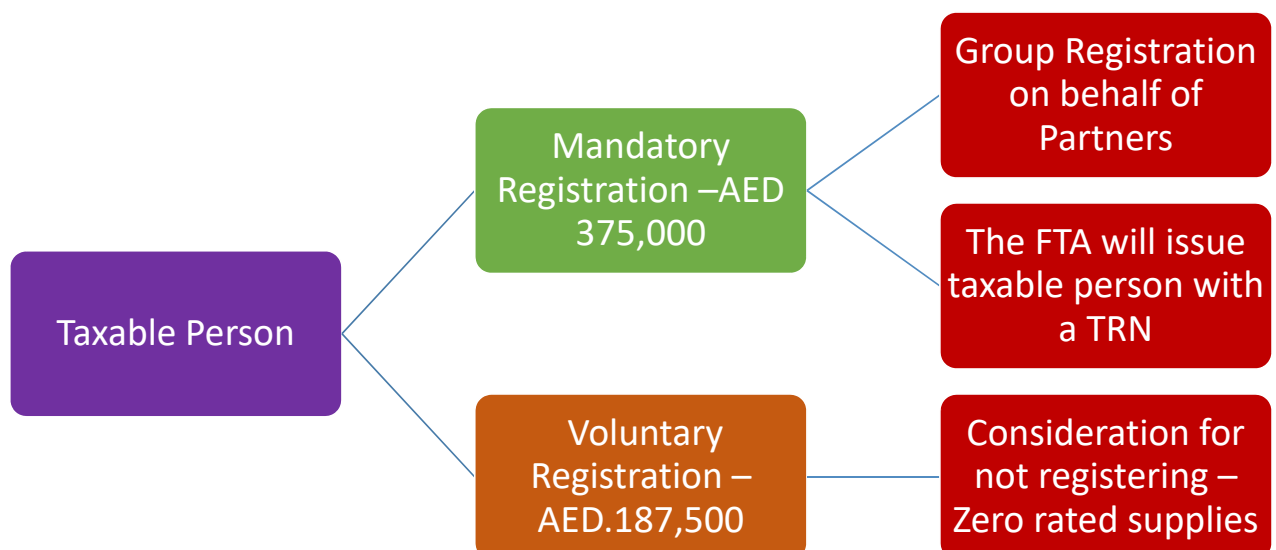 Taxable Person
Mandatory
Registration –AED
375,000
Group Registration
on behalf of
Partners
The FTA will issue
taxable person with
a TRN
Voluntary
Registration –
AED.187,500
Consideration for
not registering –
Zero rated supplies